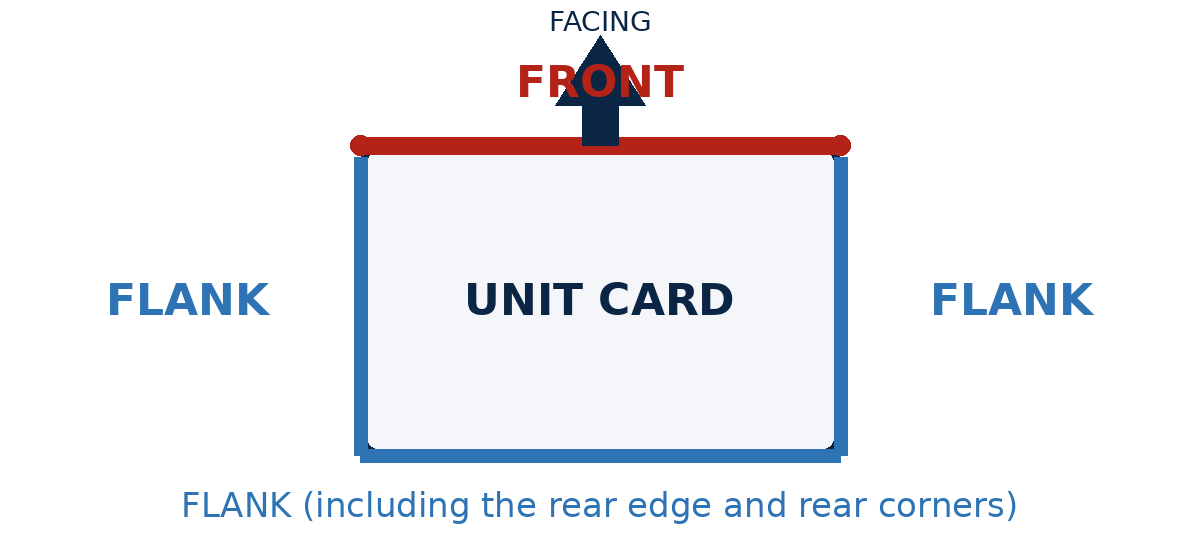 FACING
FRONT
FLANK
UNIT CARD
FLANK
FLANK (including the rear edge and rear corners)